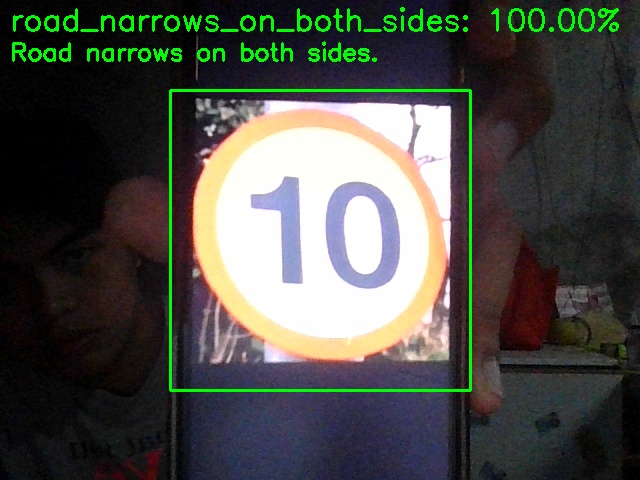 road_narrows_on_both_sides: 100.00%
Road narrows on both sides.
10